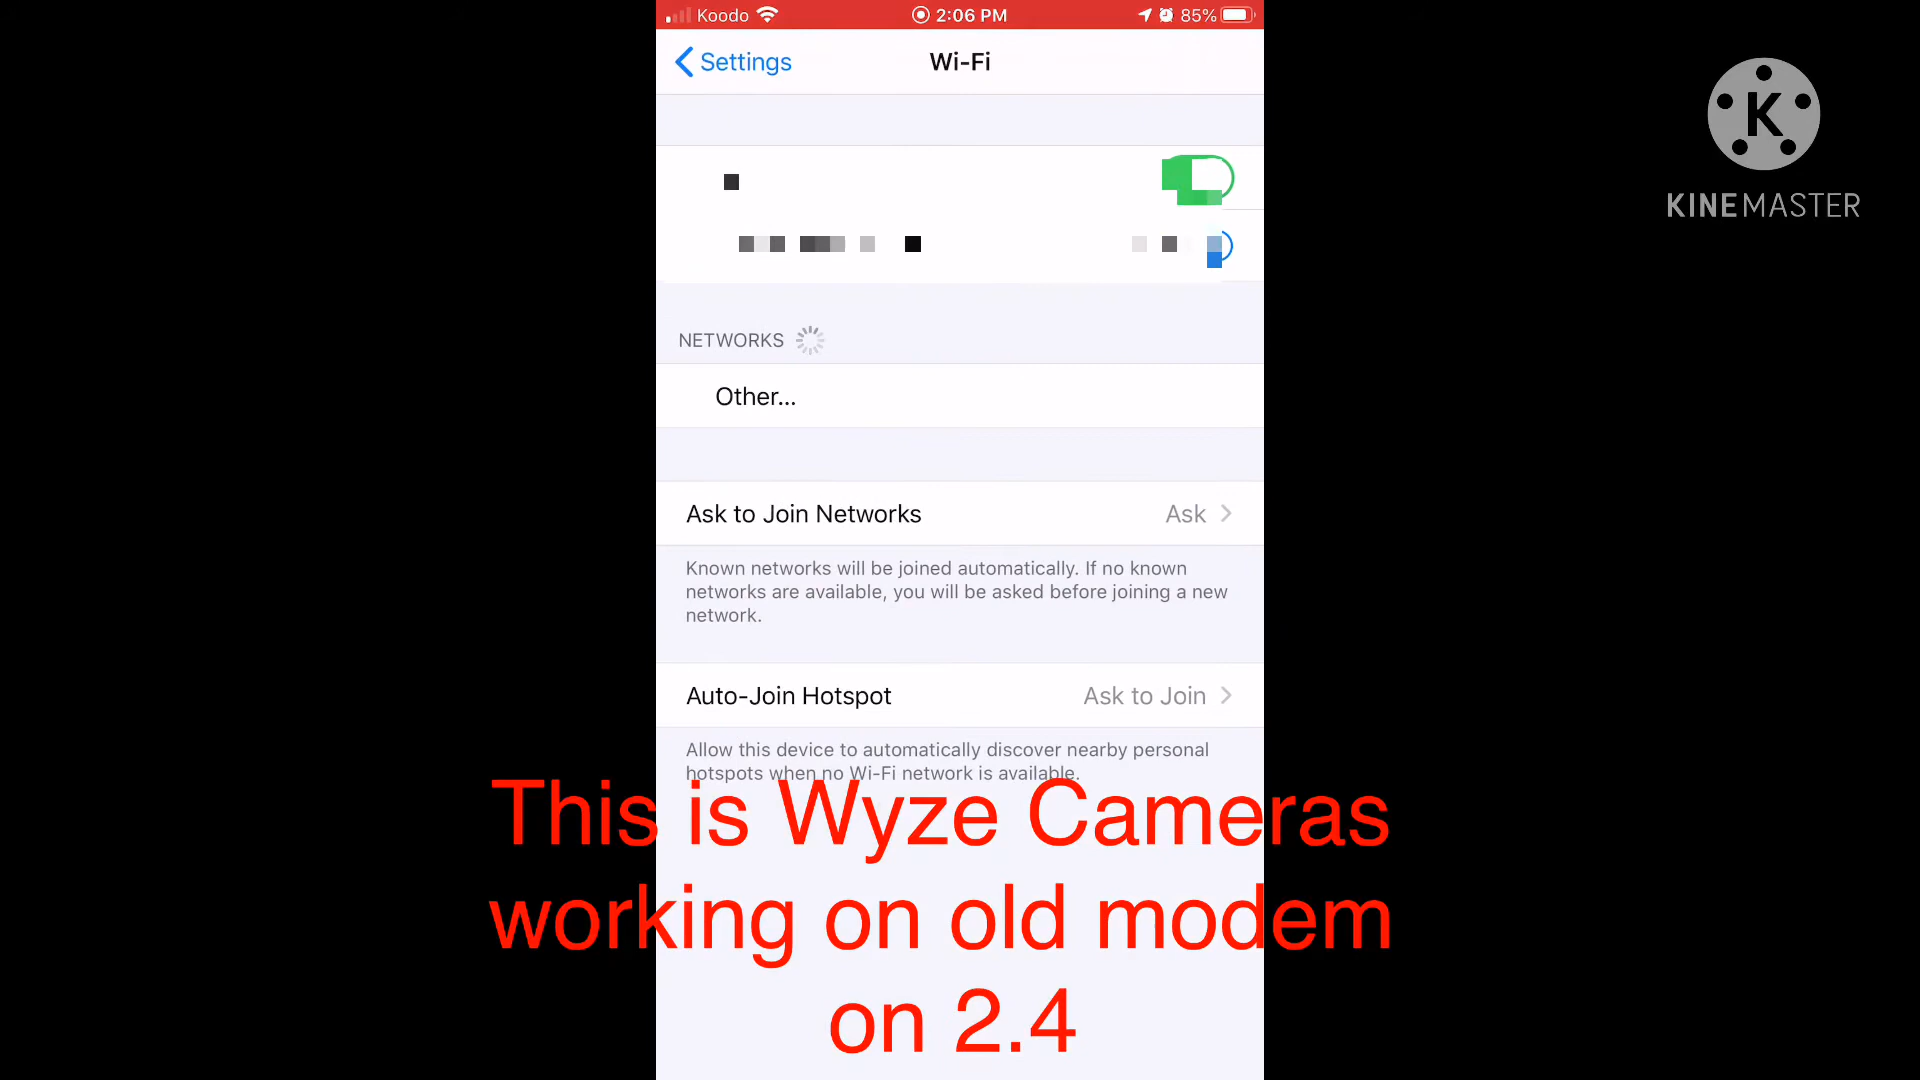 Koodo 2:06 PM 85%
Settings Wi-Fi
K
KINEMASTER
NETWORKS
Other...
Ask to Join Networks Ask
Known networks will be joined automatically. If no known
networks are available, you will be asked before joining a new
network.
Auto-Join Hotspot Ask to Join
Allow this device to automatically discover nearby personal
hotspots when no Wi-Fi network is available.
This is Wyze Cameras
working on old modem
on 2.4